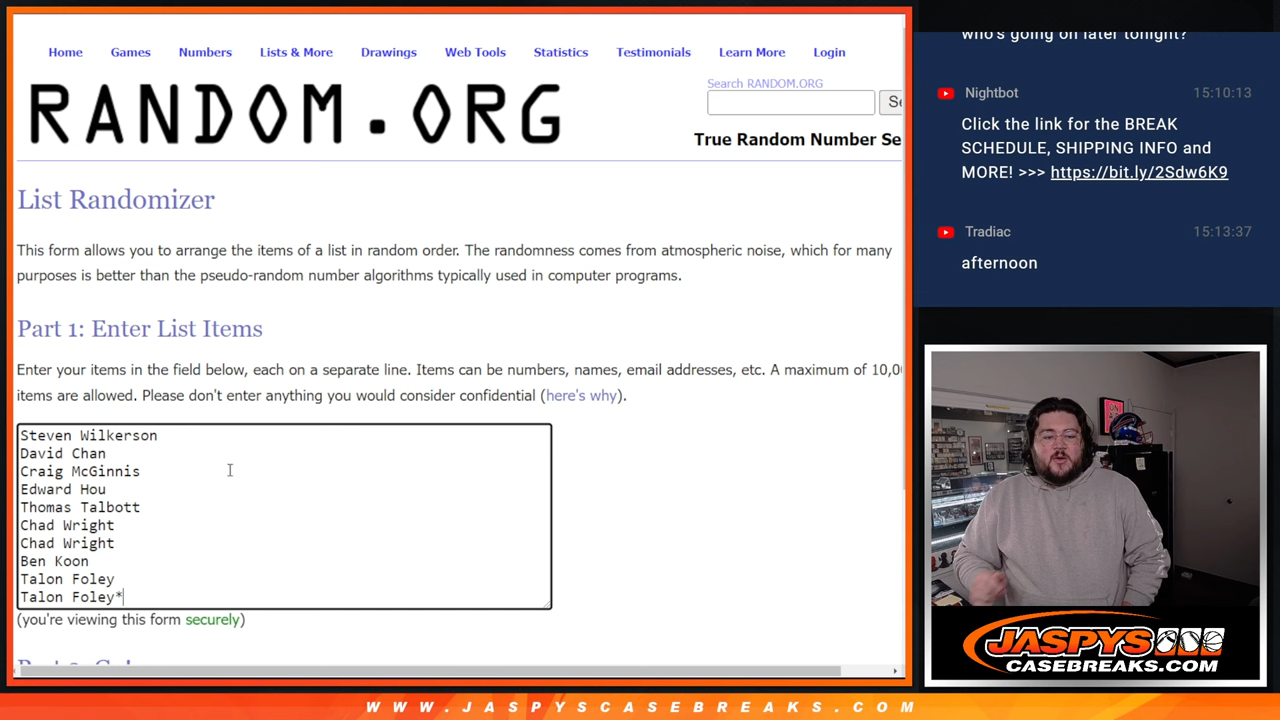 Home Games Numbers Lists & More Drawings Web Tools Statistics Testimonials Learn More Login
RANDOM.ORG
Search RANDOM.ORG
Se
True Random Number Se
List Randomizer
This form allows you to arrange the items of a list in random order. The randomness comes from atmospheric noise, which for many
purposes is better than the pseudo-random number algorithms typically used in computer programs.
Part 1: Enter List Items
Enter your items in the field below, each on a separate line. Items can be numbers, names, email addresses, etc. A maximum of 10,00
items are allowed. Please don't enter anything you would consider confidential (here's why).
Steven Wilkerson
David Chan
Craig McGinnis
Edward Hou
Thomas Talbott
Chad Wright
Chad Wright
Ben Koon
Talon Foley
Talon Foley*
(you're viewing this form securely)
who's going on later tonight?
Nightbot 15:10:13
Click the link for the BREAK
SCHEDULE, SHIPPING INFO and
MORE! >>> https://bit.ly/2Sdw6K9
Tradiac 15:13:37
afternoon
JASPYS
CASEBREAKS.COM
WWW.JASPYSCASEBREAKS.COM